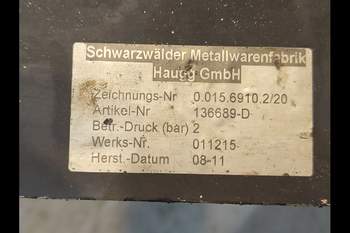 Schwarzwälder Metallwarenfabrik
Haugg GmbH
Zeichnungs-Nr 0.015.6910.2/20
Artikel-Nr 136689-D
Betr.-Druck (bar) 2
Werks-Nr. 011215
Herst.-Datum 08-11